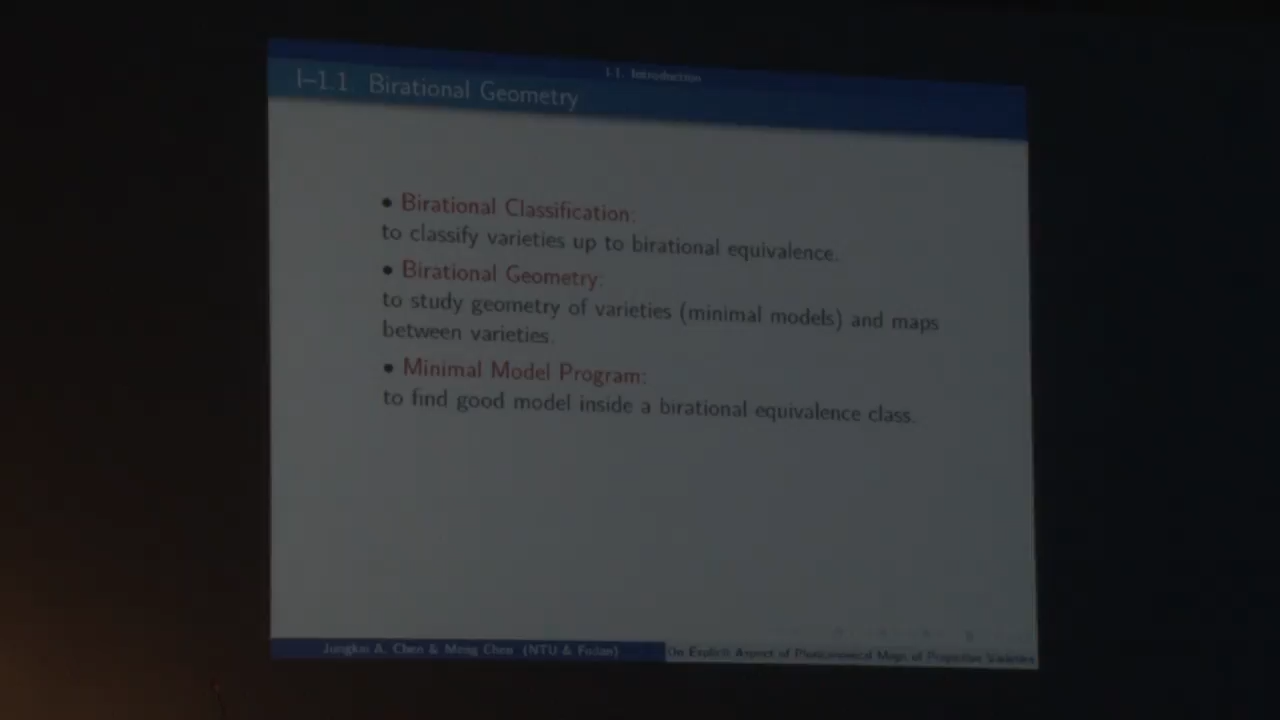 I-1. Introduction
I–1.1. Birational Geometry
• Birational Classification:
to classify varieties up to birational equivalence.
• Birational Geometry:
to study geometry of varieties (minimal models) and maps
between varieties.
• Minimal Model Program:
to find good model inside a birational equivalence class.
Jungkai A. Chen & Meng Chen (NTU & Fudan)
On Explicit Aspect of Pluricanonical Maps of Projective Varieties